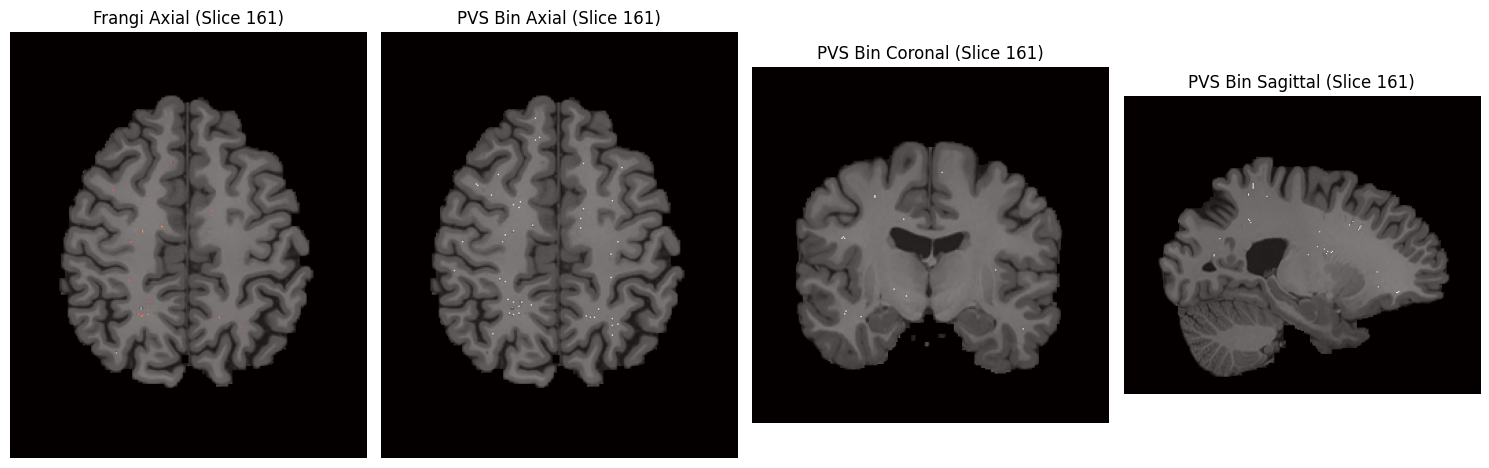 Frangi Axial (Slice 161)
PVS Bin Axial (Slice 161)
PVS Bin Coronal (Slice 161)
PVS Bin Sagittal (Slice 161)